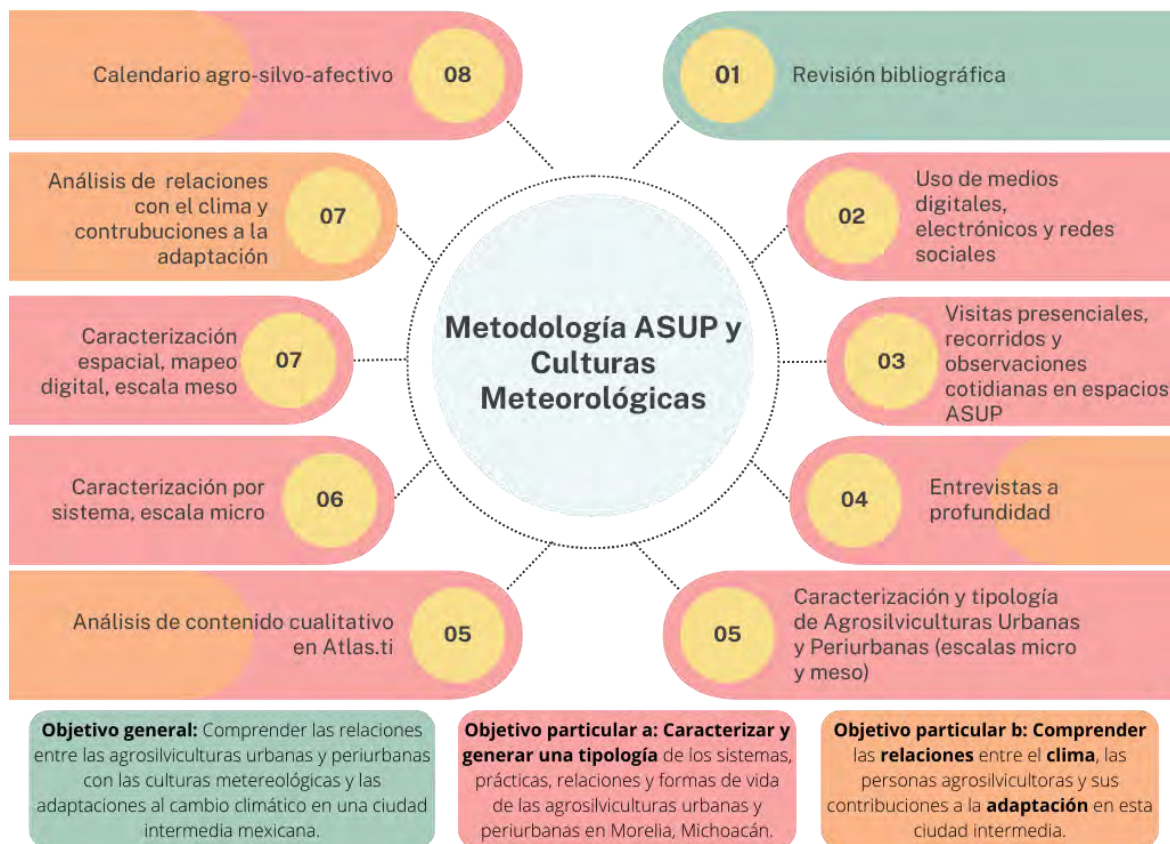 Metodología ASUP y
Culturas
Meteorológicas
01
Revisión bibliográfica
02
Uso de medios
digitales,
electrónicos y redes
sociales
03
Visitas presenciales,
recorridos y
observaciones
cotidianas en espacios
ASUP
04
Entrevistas a
profundidad
05
Caracterización y tipología
de Agrosilviculturas Urbanas
y Periurbanas (escalas micro
y meso)
05
Análisis de contenido cualitativo
en Atlas.ti
06
Caracterización por
sistema, escala micro
07
Caracterización
espacial, mapeo
digital, escala meso
07
Análisis de relaciones
con el clima y
contrubuciones a la
adaptación
08
Calendario agro-silvo-afectivo
Objetivo general: Comprender las relaciones
entre las agrosilviculturas urbanas y periurbanas
con las culturas metereológicas y las
adaptaciones al cambio climático en una ciudad
intermedia mexicana.
Objetivo particular a: Caracterizar y
generar una tipología de los sistemas,
prácticas, relaciones y formas de vida
de las agrosilviculturas urbanas y
periurbanas en Morelia, Michoacán.
Objetivo particular b: Comprender
las relaciones entre el clima, las
personas agrosilvicultoras y sus
contribuciones a la adaptación en esta
ciudad intermedia.